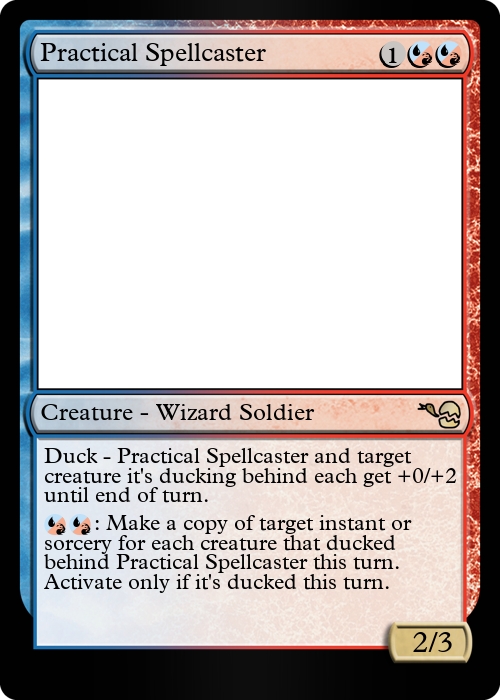 Practical Spellcaster 1
Creature - Wizard Soldier
Duck - Practical Spellcaster and target
creature it's ducking behind each get +0/+2
until end of turn.
: Make a copy of target instant or
sorcery for each creature that ducked
behind Practical Spellcaster this turn.
Activate only if it's ducked this turn.
2/3